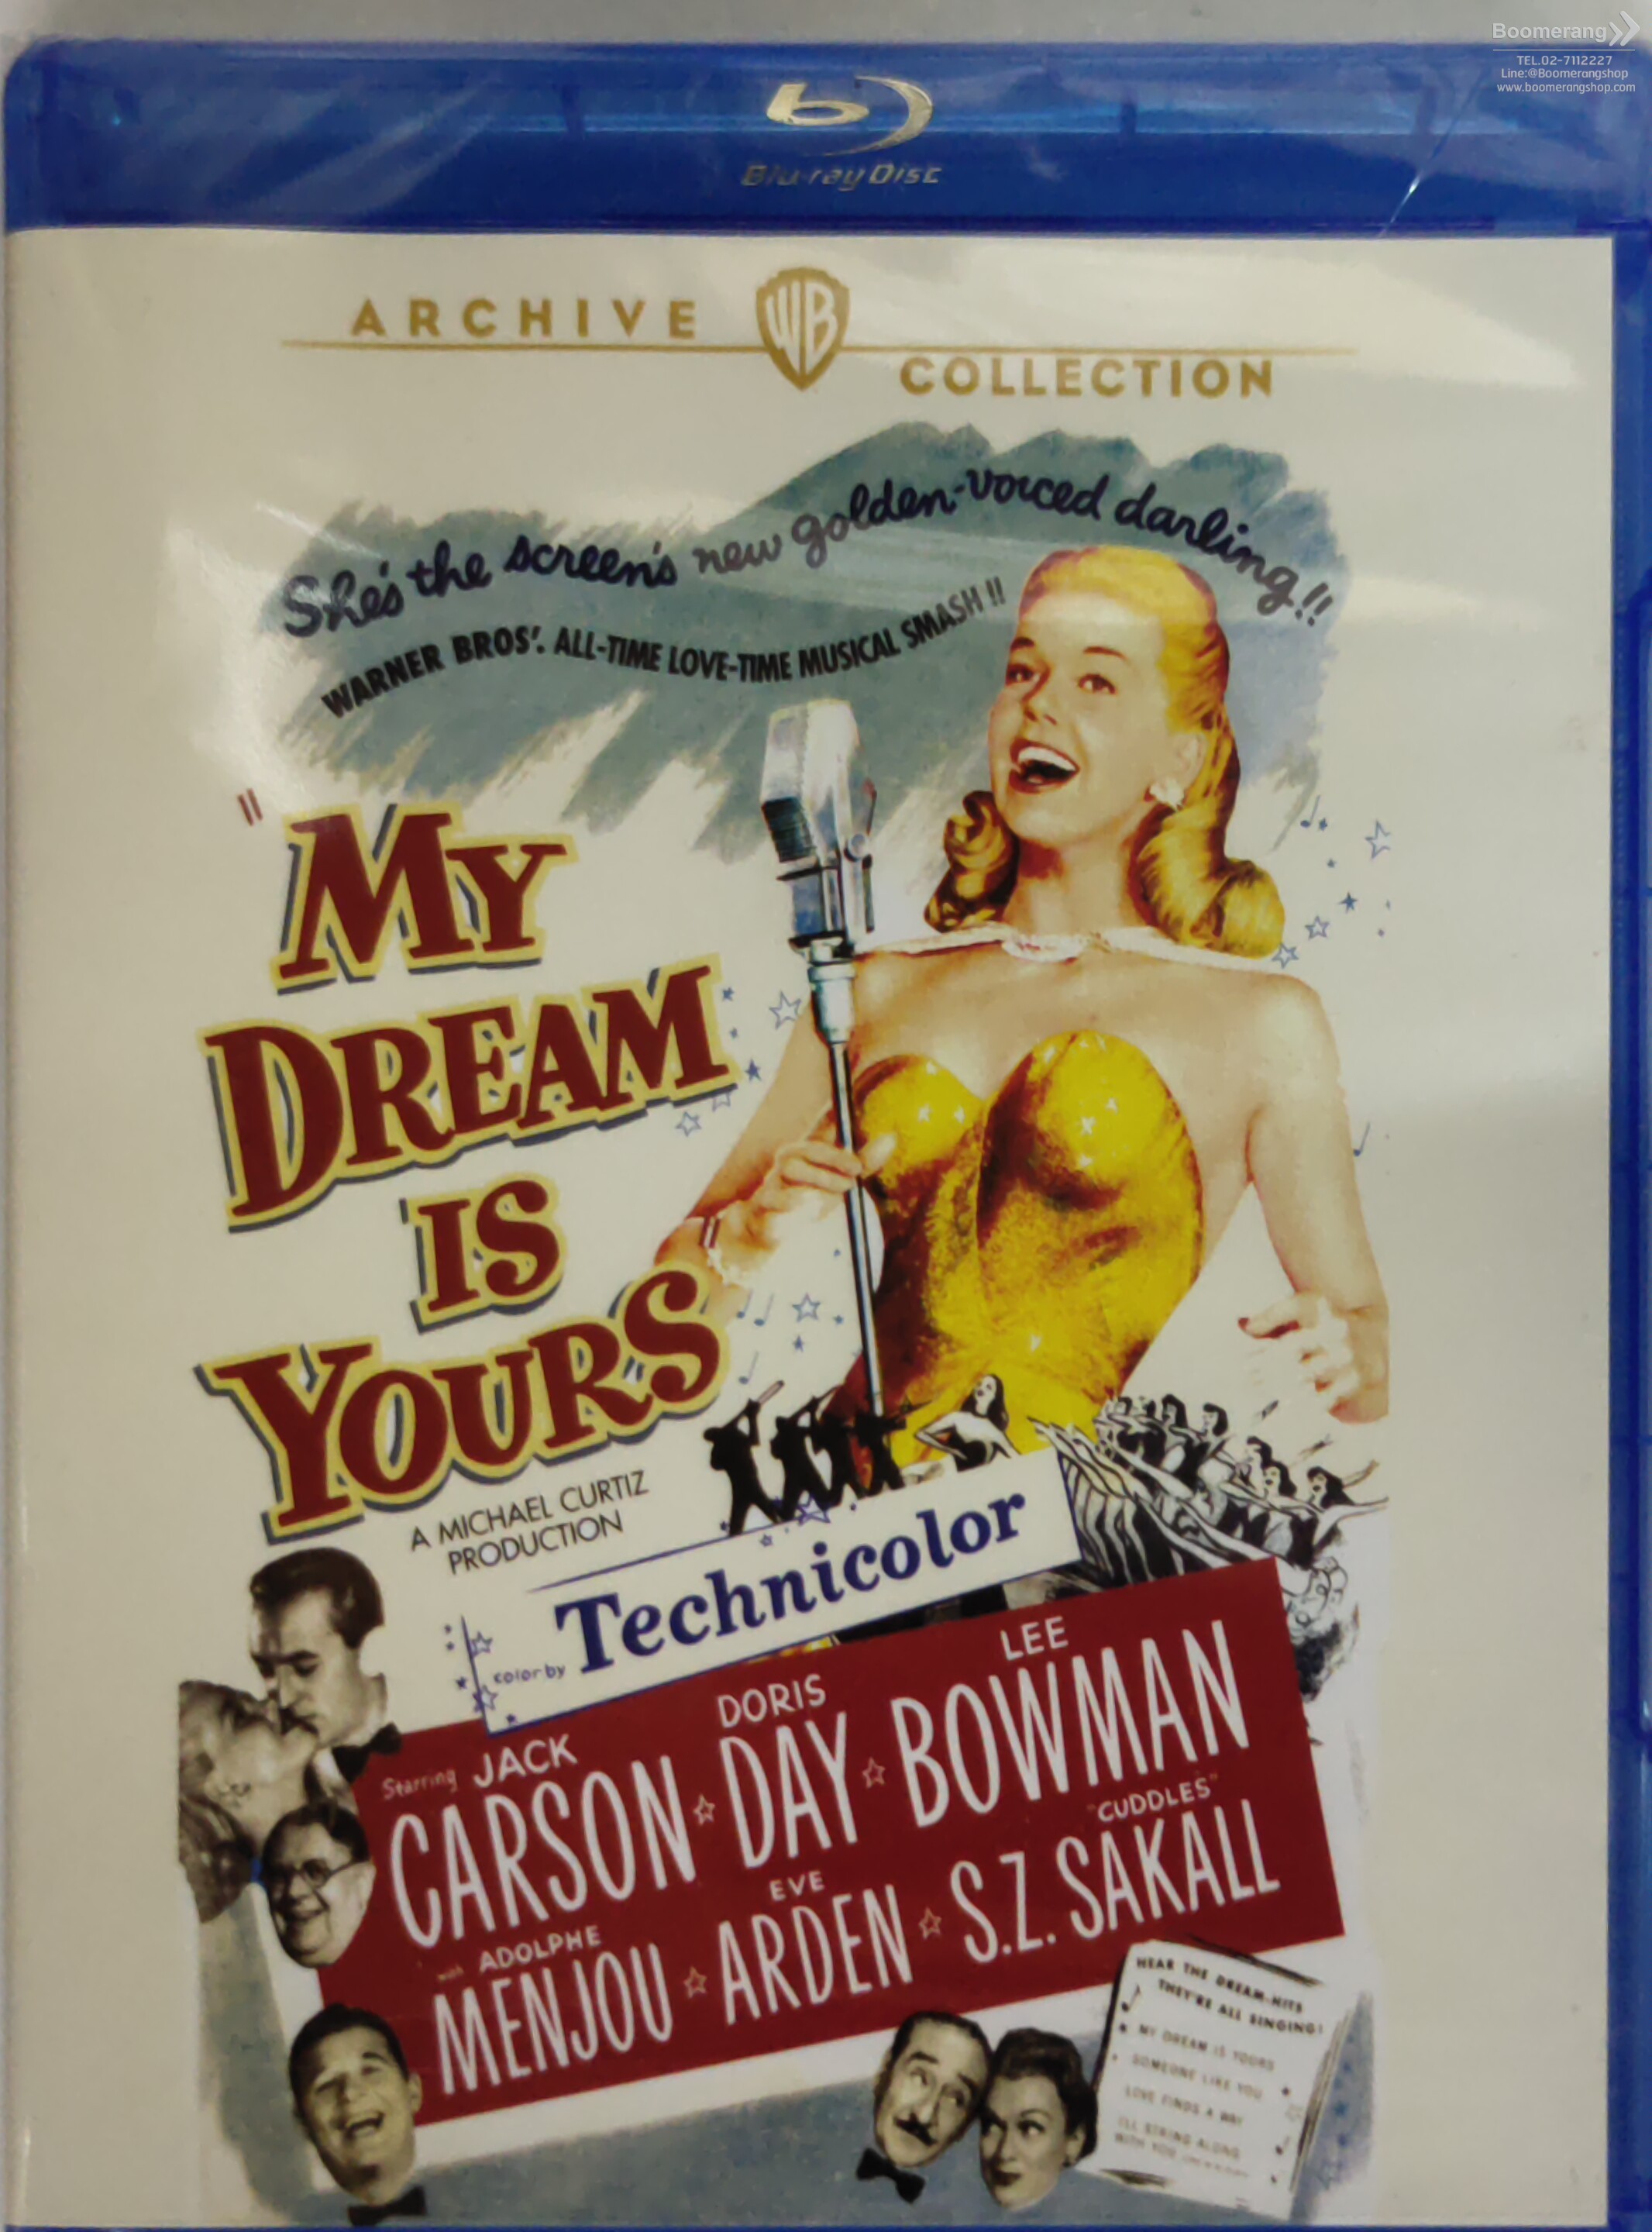 Boomerang
TEL.02-7112227
Line:@Boomerangshop
www.boomerangshop.com
Blu-ray Disc
ARCHIVE WB COLLECTION
She's the screen's new golden-voiced darling!!
WARNER BROS'. ALL-TIME LOVE-TIME MUSICAL SMASH!!
"MY
DREAM
IS
YOURS
A MICHAEL CURTIZ
PRODUCTION
color by Technicolor
Starring JACK CARSON ☆ DORIS DAY ☆ LEE BOWMAN
with ADOLPHE MENJOU ☆ EVE ARDEN ☆ S.Z. "CUDDLES" SAKALL
HEAR THE DREAM-HITS
THEY'RE ALL SINGING!
MY DREAM IS YOURS
SOMEONE LIKE YOU
LOVE FINDS A WAY
I'LL STRING ALONG
WITH YOU